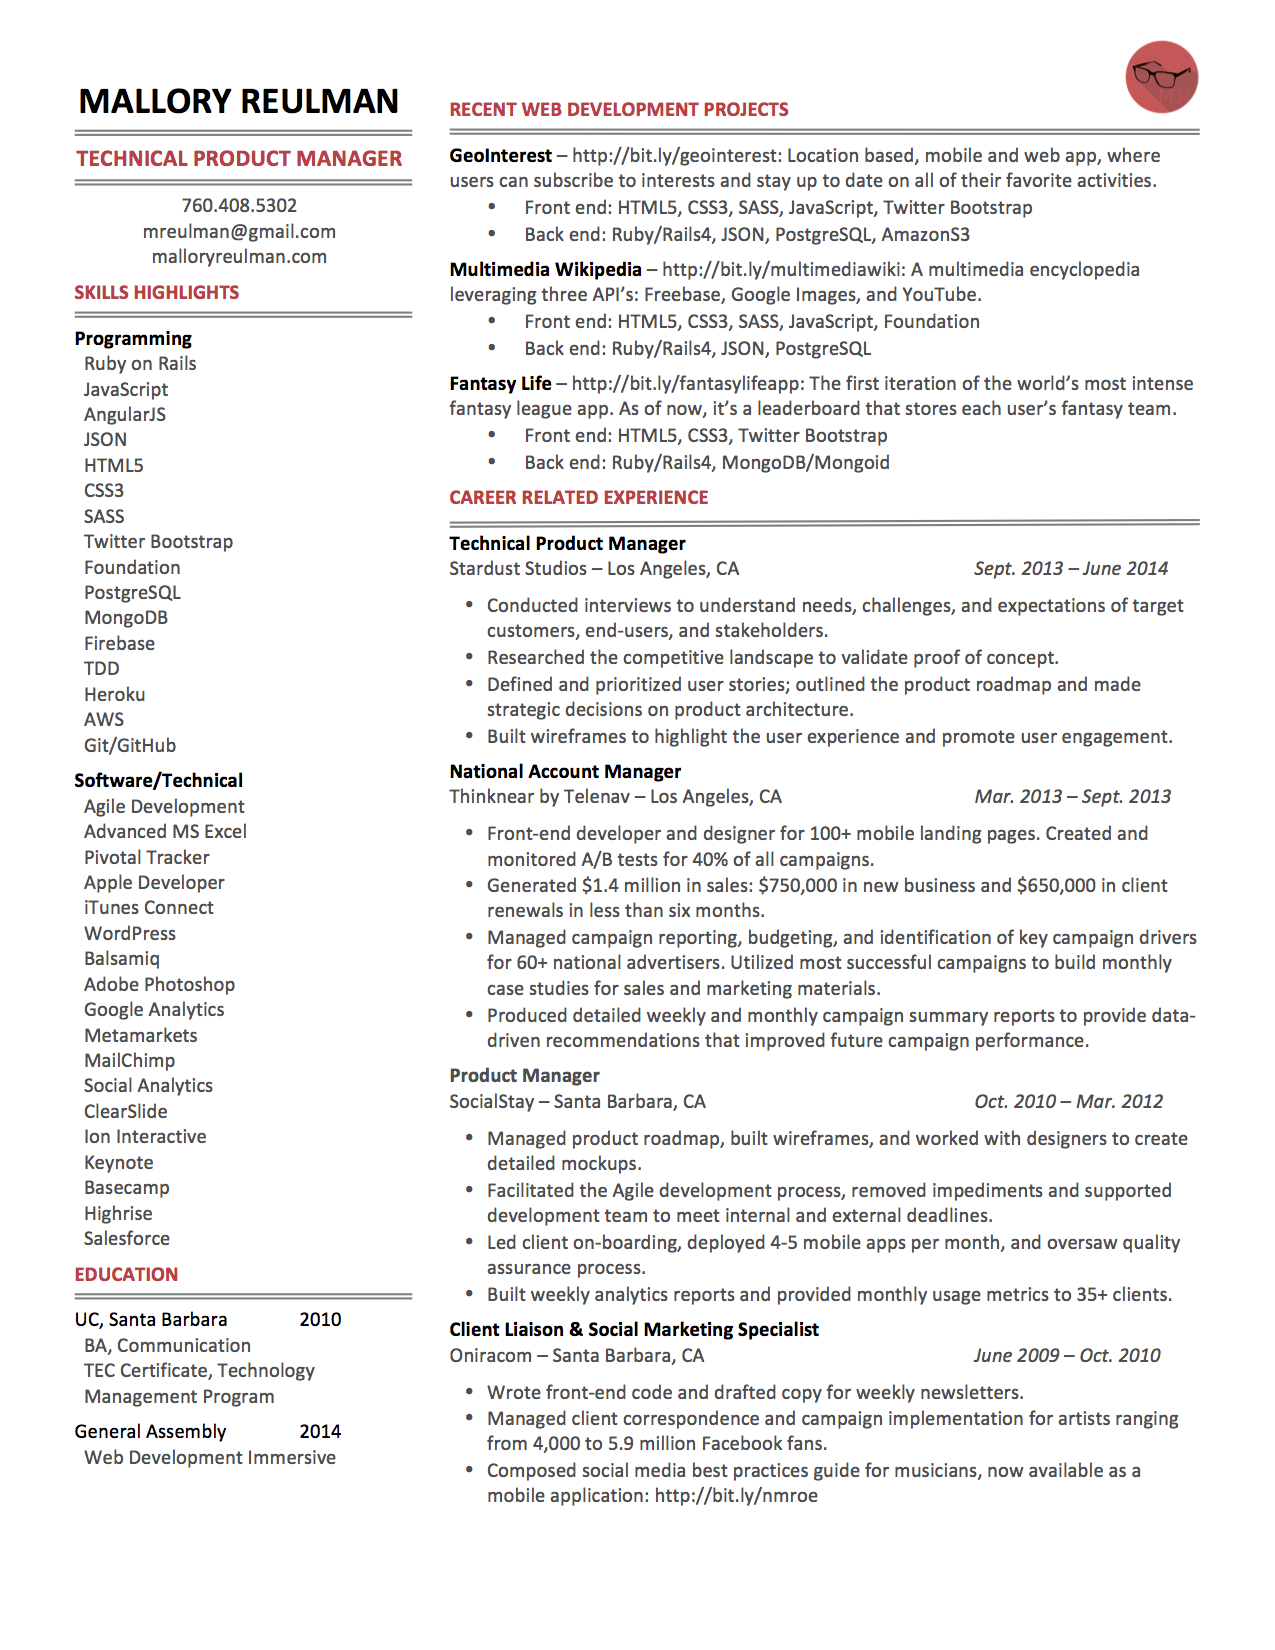 MALLORY REULMAN
TECHNICAL PRODUCT MANAGER
760.408.5302
mreulman@gmail.com
malloryreulman.com
SKILLS HIGHLIGHTS
Programming
Ruby on Rails
JavaScript
AngularJS
JSON
HTML5
CSS3
SASS
Twitter Bootstrap
Foundation
PostgreSQL
MongoDB
Firebase
TDD
Heroku
AWS
Git/GitHub
Software/Technical
Agile Development
Advanced MS Excel
Pivotal Tracker
Apple Developer
iTunes Connect
WordPress
Balsamiq
Adobe Photoshop
Google Analytics
Metamarkets
MailChimp
Social Analytics
ClearSlide
Ion Interactive
Keynote
Basecamp
Highrise
Salesforce
EDUCATION
UC, Santa Barbara 2010
BA, Communication
TEC Certificate, Technology
Management Program
General Assembly 2014
Web Development Immersive
RECENT WEB DEVELOPMENT PROJECTS
GeoInterest – http://bit.ly/geointerest: Location based, mobile and web app, where
users can subscribe to interests and stay up to date on all of their favorite activities.
• Front end: HTML5, CSS3, SASS, JavaScript, Twitter Bootstrap
• Back end: Ruby/Rails4, JSON, PostgreSQL, AmazonS3
Multimedia Wikipedia – http://bit.ly/multimediawiki: A multimedia encyclopedia
leveraging three API's: Freebase, Google Images, and YouTube.
• Front end: HTML5, CSS3, SASS, JavaScript, Foundation
• Back end: Ruby/Rails4, JSON, PostgreSQL
Fantasy Life – http://bit.ly/fantasylifeapp: The first iteration of the world's most intense
fantasy league app. As of now, it's a leaderboard that stores each user's fantasy team.
• Front end: HTML5, CSS3, Twitter Bootstrap
• Back end: Ruby/Rails4, MongoDB/Mongoid
CAREER RELATED EXPERIENCE
Technical Product Manager
Stardust Studios – Los Angeles, CA Sept. 2013 – June 2014
• Conducted interviews to understand needs, challenges, and expectations of target
customers, end-users, and stakeholders.
• Researched the competitive landscape to validate proof of concept.
• Defined and prioritized user stories; outlined the product roadmap and made
strategic decisions on product architecture.
• Built wireframes to highlight the user experience and promote user engagement.
National Account Manager
Thinknear by Telenav – Los Angeles, CA Mar. 2013 – Sept. 2013
• Front-end developer and designer for 100+ mobile landing pages. Created and
monitored A/B tests for 40% of all campaigns.
• Generated $1.4 million in sales: $750,000 in new business and $650,000 in client
renewals in less than six months.
• Managed campaign reporting, budgeting, and identification of key campaign drivers
for 60+ national advertisers. Utilized most successful campaigns to build monthly
case studies for sales and marketing materials.
• Produced detailed weekly and monthly campaign summary reports to provide data-
driven recommendations that improved future campaign performance.
Product Manager
SocialStay – Santa Barbara, CA Oct. 2010 – Mar. 2012
• Managed product roadmap, built wireframes, and worked with designers to create
detailed mockups.
• Facilitated the Agile development process, removed impediments and supported
development team to meet internal and external deadlines.
• Led client on-boarding, deployed 4-5 mobile apps per month, and oversaw quality
assurance process.
• Built weekly analytics reports and provided monthly usage metrics to 35+ clients.
Client Liaison & Social Marketing Specialist
Oniracom – Santa Barbara, CA June 2009 – Oct. 2010
• Wrote front-end code and drafted copy for weekly newsletters.
• Managed client correspondence and campaign implementation for artists ranging
from 4,000 to 5.9 million Facebook fans.
• Composed social media best practices guide for musicians, now available as a
mobile application: http://bit.ly/nmroe